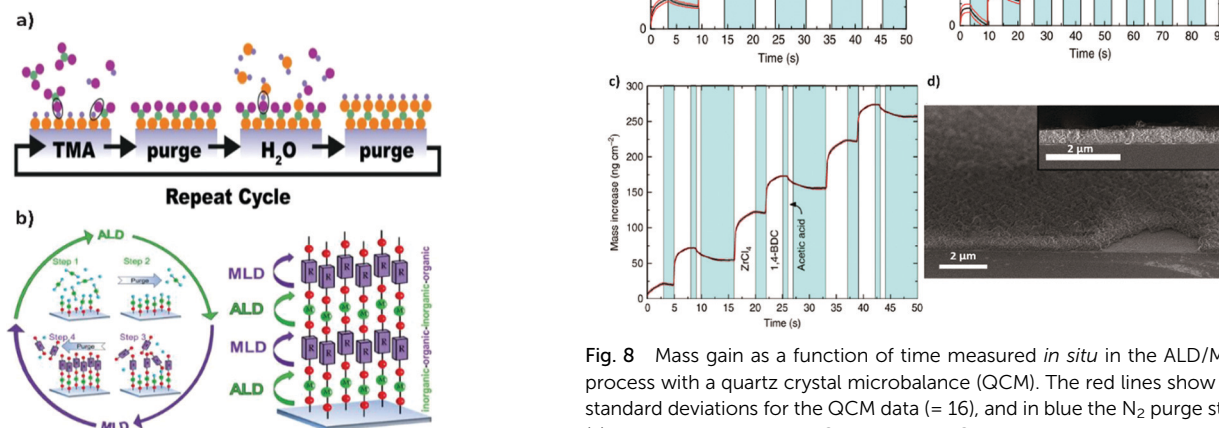 a)
TMA
purge
H₂O
purge
Repeat Cycle
b)
ALD
Step 1
Step 2
Purge
Step 4
Purge
Step 3
MLD
MLD
R
ALD
M
MLD
R
ALD
M
inorganic-organic-inorganic-organic
0
0 5 10 15 20 25 30 35 40 45 50
Time (s)
0
0 10 20 30 40 50 60 70 80
Time (s)
c)
300
250
200
150
100
50
0
Mass increase (ng cm⁻²)
ZrCl₄
1,4-BDC
Acetic acid
0 5 10 15 20 25 30 35 40 45 50
Time (s)
d)
2 µm
2 µm
Fig. 8 Mass gain as a function of time measured in situ in the ALD/M
process with a quartz crystal microbalance (QCM). The red lines show
standard deviations for the QCM data (= 16), and in blue the N₂ purge st